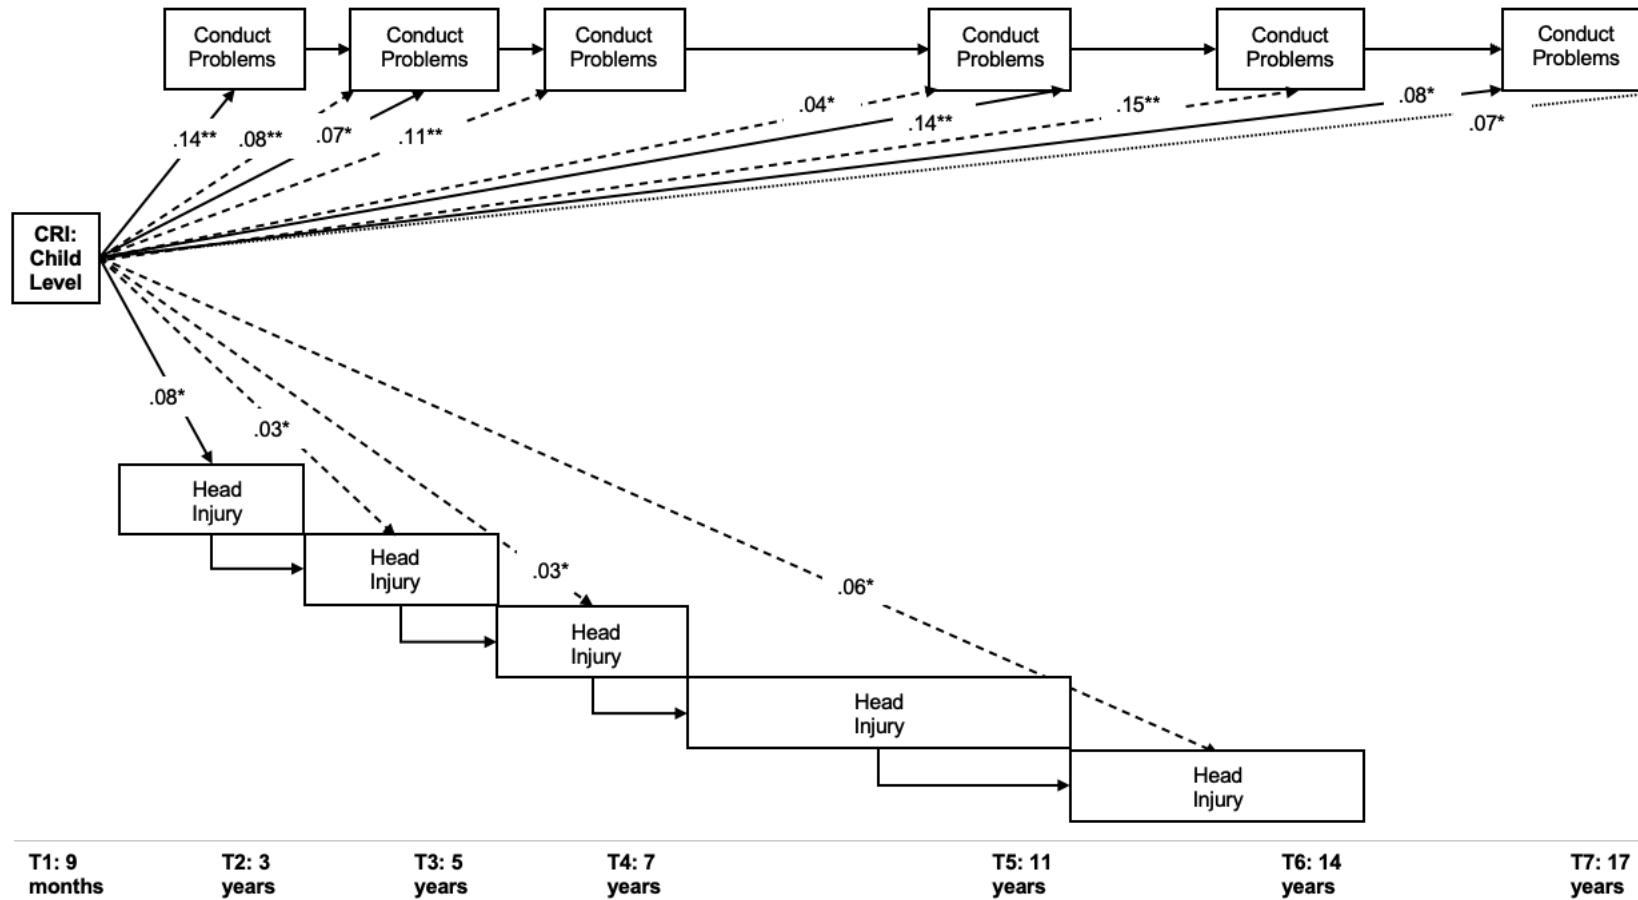 Conduct
Problems
Conduct
Problems
Conduct
Problems
Conduct
Problems
Conduct
Problems
Conduct
Problems
.14**
.08**
.07*
.11**
.04*
.14**
.15**
.08*
.07*
CRI:
Child
Level
.08*
.03*
.03*
.06*
Head
Injury
Head
Injury
Head
Injury
Head
Injury
Head
Injury
T1: 9
months
T2: 3
years
T3: 5
years
T4: 7
years
T5: 11
years
T6: 14
years
T7: 17
years